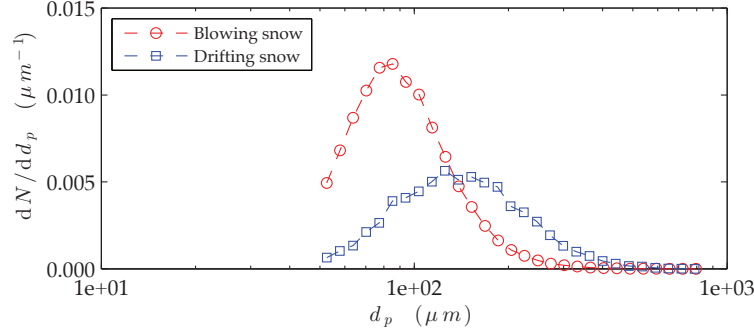 0.015
0.010
0.005
0.000
dN/dd_p (μm⁻¹)
Blowing snow
Drifting snow
1e+01
1e+02
1e+03
d_p (μm)